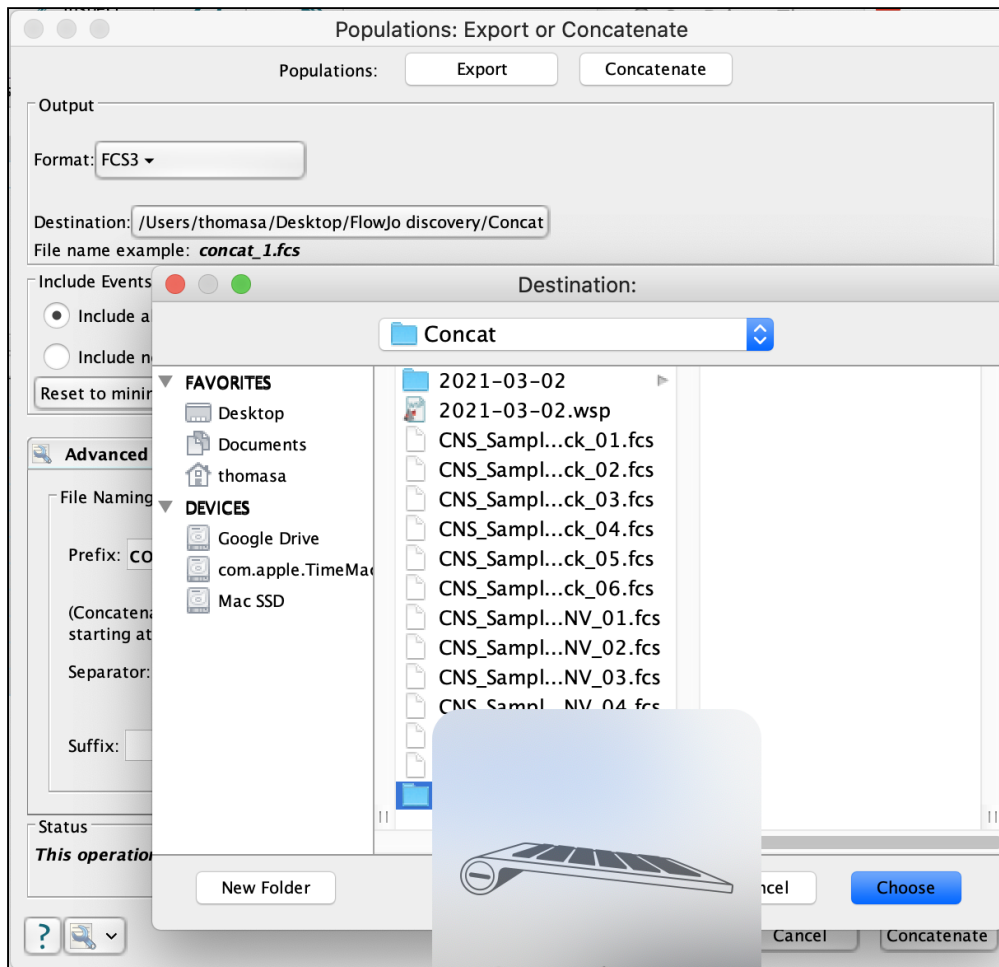 Populations: Export or Concatenate
Populations: Export Concatenate
Output
Format: FCS3
Destination: /Users/thomasa/Desktop/FlowJo discovery/Concat
File name example: concat_1.fcs
Include Events
Include a
Include n
Reset to minir
Advanced
File Naming
Prefix: CO
(Concatena
starting at
Separator:
Suffix:
Status
This operation
?
Destination:
Concat
FAVORITES
Desktop
Documents
thomasa
DEVICES
Google Drive
com.apple.TimeMac
Mac SSD
2021-03-02
2021-03-02.wsp
CNS_Sampl...ck_01.fcs
CNS_Sampl...ck_02.fcs
CNS_Sampl...ck_03.fcs
CNS_Sampl...ck_04.fcs
CNS_Sampl...ck_05.fcs
CNS_Sampl...ck_06.fcs
CNS_Sampl...NV_01.fcs
CNS_Sampl...NV_02.fcs
CNS_Sampl...NV_03.fcs
CNS_Sampl...NV_04.fcs
New Folder
ncel
Choose
Cancel
Concatenate